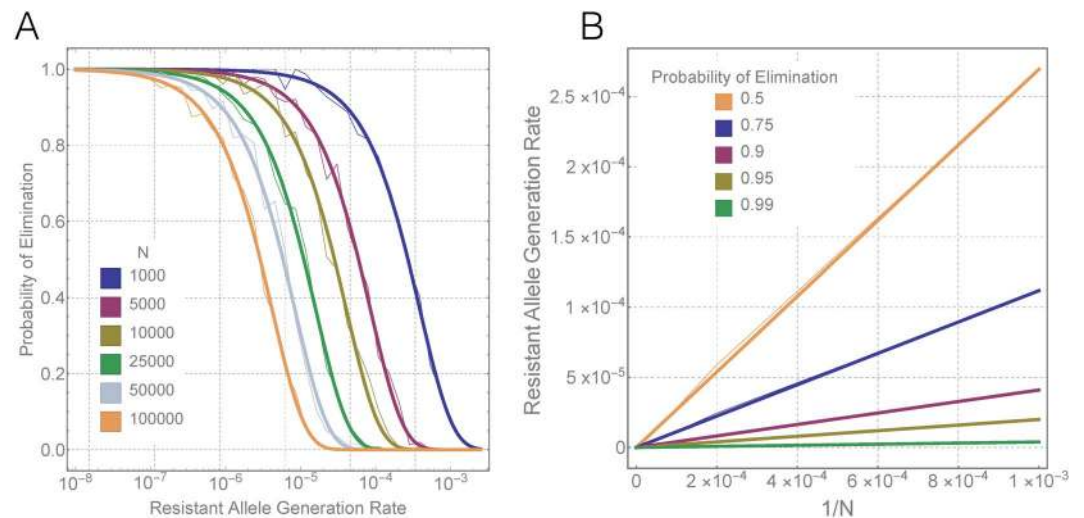 A
1.0
0.8
0.6
0.4
0.2
0.0
Probability of Elimination
N
1000
5000
10000
25000
50000
100000
10⁻⁸ 10⁻⁷ 10⁻⁶ 10⁻⁵ 10⁻⁴ 10⁻³
Resistant Allele Generation Rate
B
Probability of Elimination
0.5
0.75
0.9
0.95
0.99
2.5 ×10⁻⁴
2 ×10⁻⁴
1.5 ×10⁻⁴
1 ×10⁻⁴
5 ×10⁻⁵
0
Resistant Allele Generation Rate
0 2 ×10⁻⁴ 4 ×10⁻⁴ 6 ×10⁻⁴ 8 ×10⁻⁴ 1 ×10⁻³
1/N